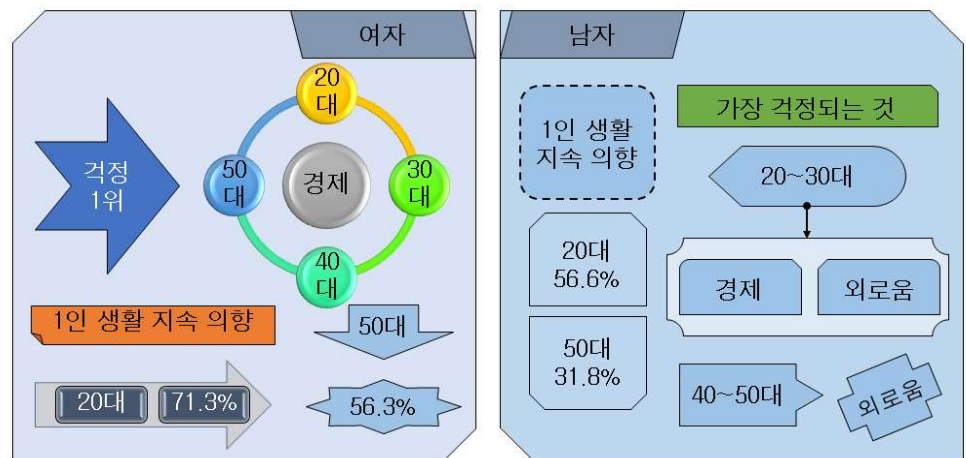 여자
걱정
1위
20
대
50
대
경제
30
대
40
대
1인 생활 지속 의향
50대
20대
71.3%
56.3%
남자
1인 생활
지속 의향
가장 걱정되는 것
20~30대
20대
56.6%
경제
외로움
50대
31.8%
40~50대
외로움